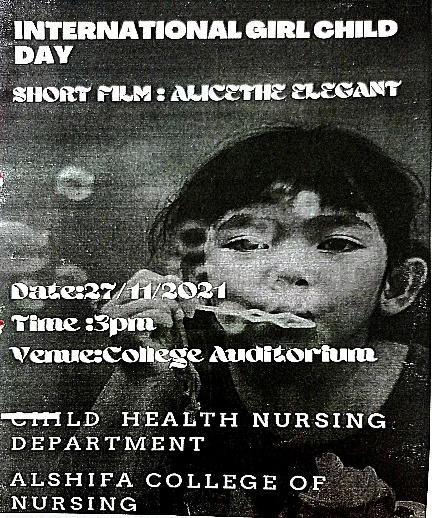 INTERNATIONAL GIRL CHILD
DAY
SHORT FILM : ALICETHE ELEGANT
Date:27/11/2021
Time :3pm
Venue:College Auditorium
CHILD HEALTH NURSING
DEPARTMENT
ALSHIFA COLLEGE OF
NURSING